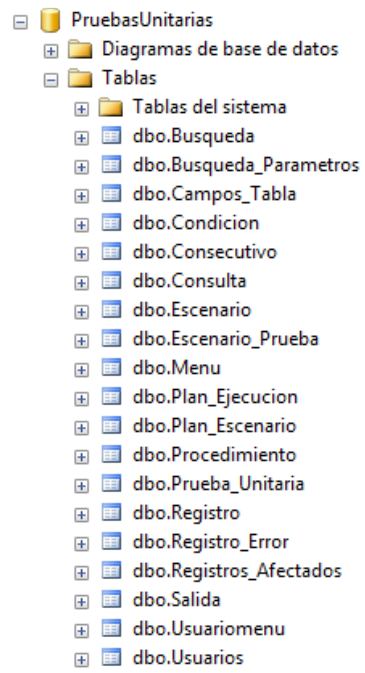 PruebasUnitarias
Diagramas de base de datos
Tablas
Tablas del sistema
dbo.Busqueda
dbo.Busqueda_Parametros
dbo.Campos_Tabla
dbo.Condicion
dbo.Consecutivo
dbo.Consulta
dbo.Escenario
dbo.Escenario_Prueba
dbo.Menu
dbo.Plan_Ejecucion
dbo.Plan_Escenario
dbo.Procedimiento
dbo.Prueba_Unitaria
dbo.Registro
dbo.Registro_Error
dbo.Registros_Afectados
dbo.Salida
dbo.Usuariomenu
dbo.Usuarios